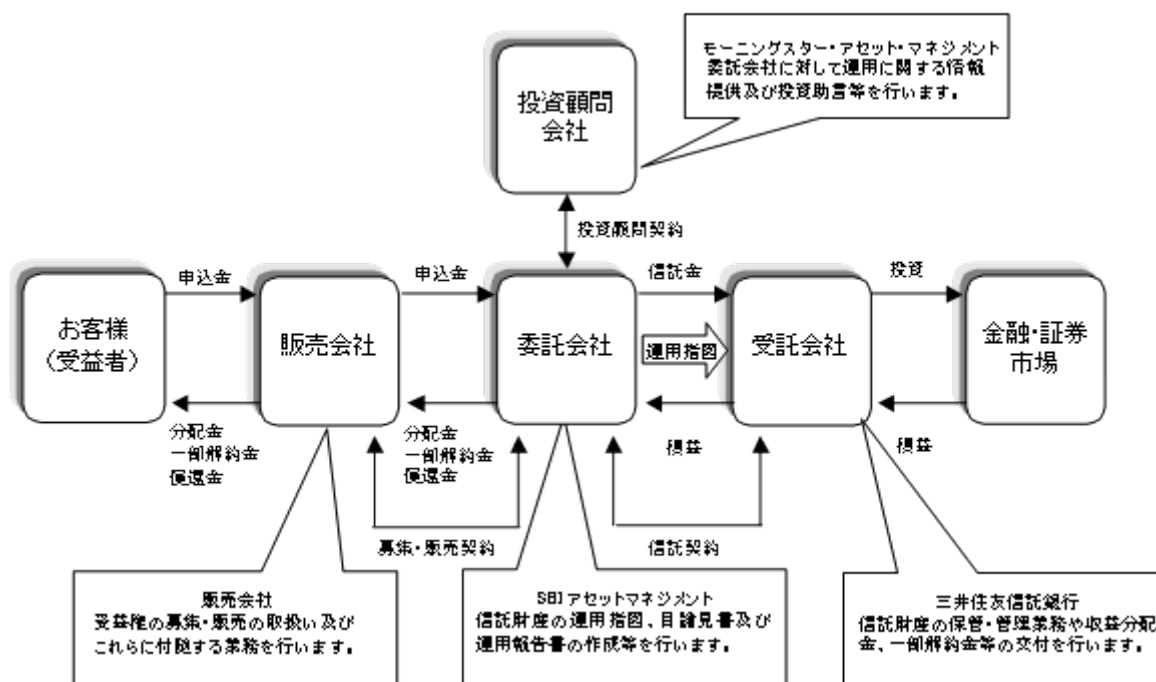 モーニングスター・アセット・マネジメント
委託会社に対して運用に関する情報
提供及び投資助言等を行います。
投資顧問
会社
投資顧問契約
申込金
申込金
信託金
投資
お客様
（受益者）
販売会社
委託会社
運用指図
受託会社
金融・証券
市場
分配金
一部解約金
償還金
分配金
一部解約金
償還金
損益
損益
募集・販売契約
信託契約
販売会社
受益権の募集・販売の取扱い及び
これらに付随する業務を行います。
SBIアセットマネジメント
信託財産の運用指図、目論見書及び
運用報告書の作成等を行います。
三井住友信託銀行
信託財産の保管・管理業務や収益分配
金、一部解約金等の交付を行います。